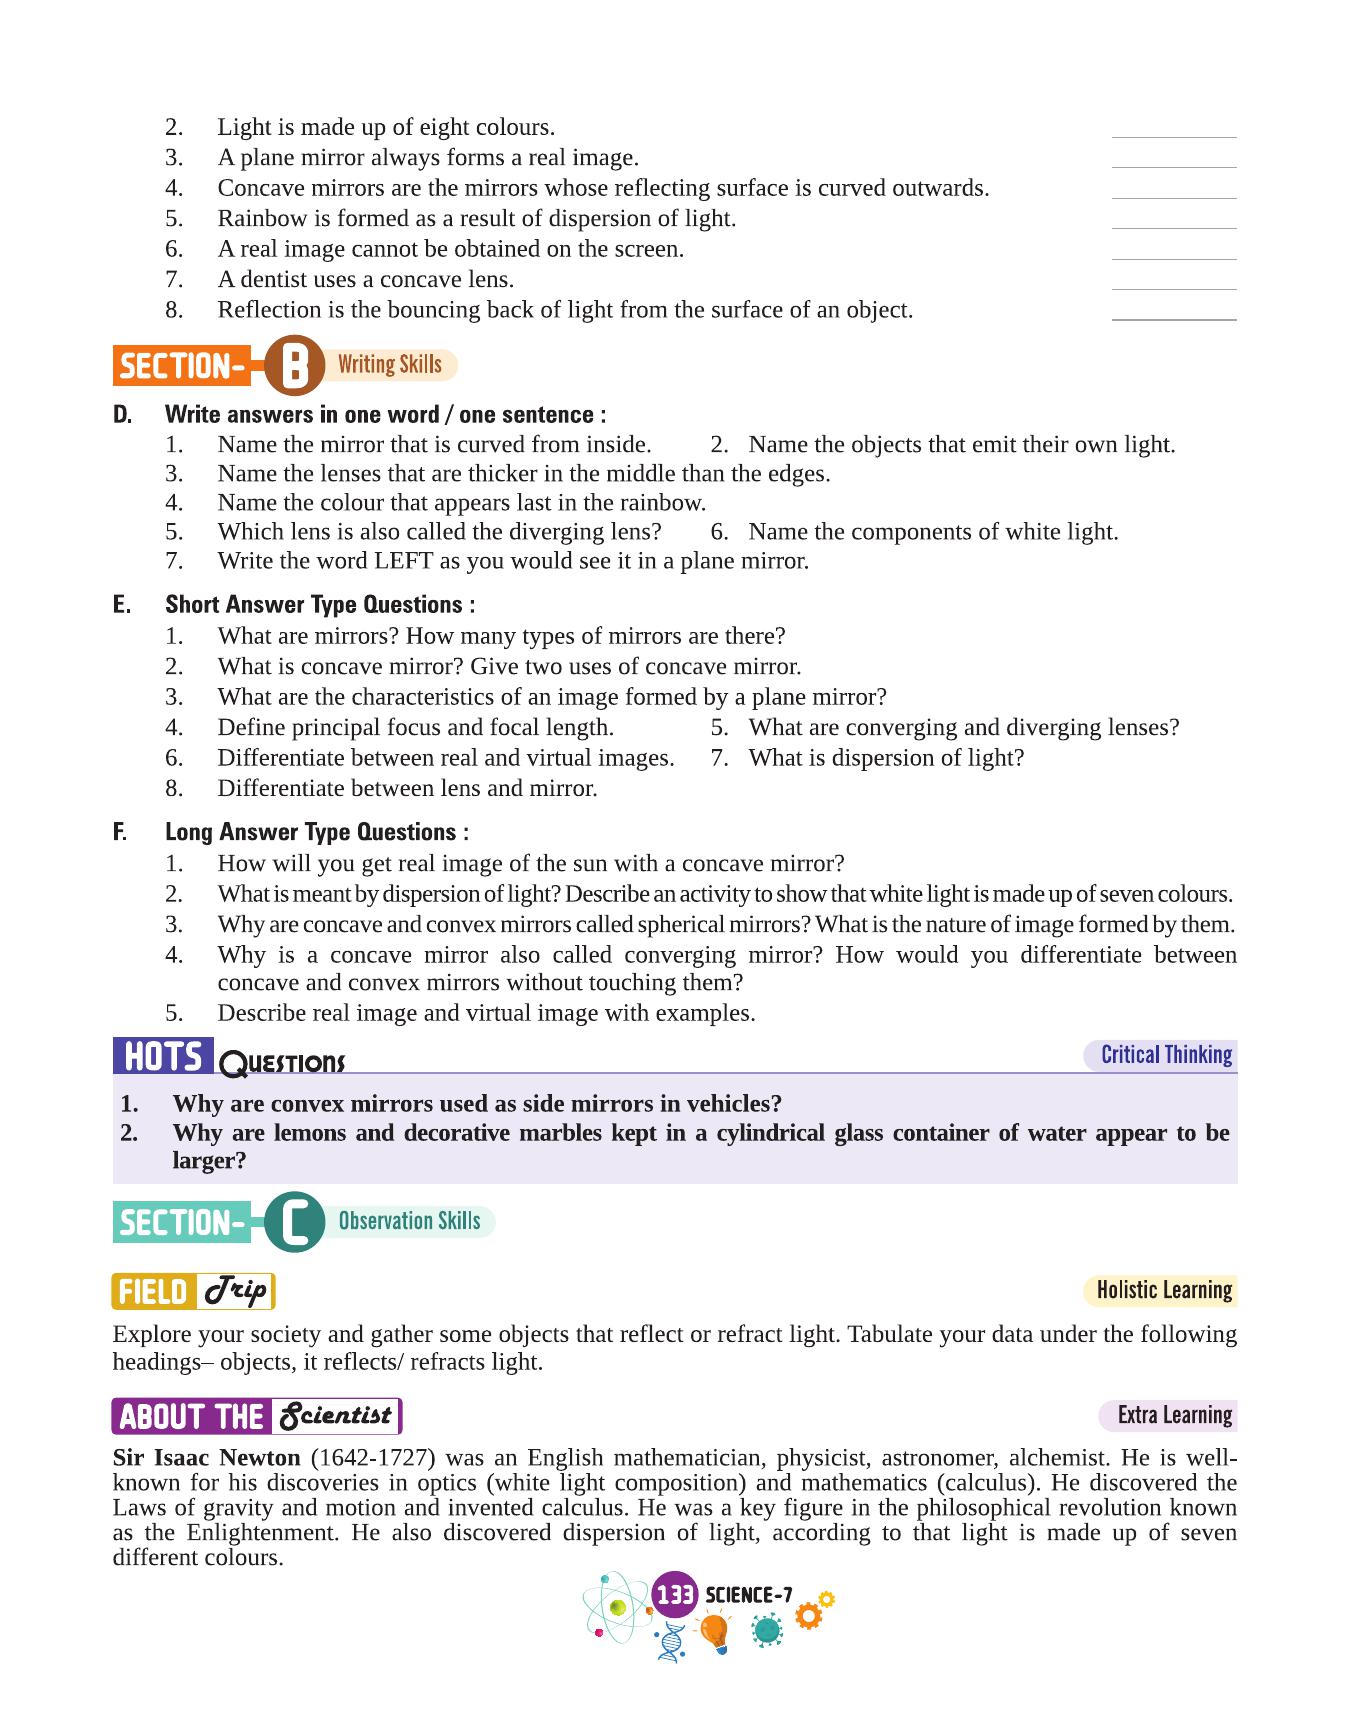 2. Light is made up of eight colours.
3. A plane mirror always forms a real image.
4. Concave mirrors are the mirrors whose reflecting surface is curved outwards.
5. Rainbow is formed as a result of dispersion of light.
6. A real image cannot be obtained on the screen.
7. A dentist uses a concave lens.
8. Reflection is the bouncing back of light from the surface of an object.
SECTION- B Writing Skills
D. Write answers in one word / one sentence :
1. Name the mirror that is curved from inside. 2. Name the objects that emit their own light.
3. Name the lenses that are thicker in the middle than the edges.
4. Name the colour that appears last in the rainbow.
5. Which lens is also called the diverging lens? 6. Name the components of white light.
7. Write the word LEFT as you would see it in a plane mirror.
E. Short Answer Type Questions :
1. What are mirrors? How many types of mirrors are there?
2. What is concave mirror? Give two uses of concave mirror.
3. What are the characteristics of an image formed by a plane mirror?
4. Define principal focus and focal length. 5. What are converging and diverging lenses?
6. Differentiate between real and virtual images. 7. What is dispersion of light?
8. Differentiate between lens and mirror.
F. Long Answer Type Questions :
1. How will you get real image of the sun with a concave mirror?
2. What is meant by dispersion of light? Describe an activity to show that white light is made up of seven colours.
3. Why are concave and convex mirrors called spherical mirrors? What is the nature of image formed by them.
4. Why is a concave mirror also called converging mirror? How would you differentiate between
concave and convex mirrors without touching them?
5. Describe real image and virtual image with examples.
HOTS QUESTIONS Critical Thinking
1. Why are convex mirrors used as side mirrors in vehicles?
2. Why are lemons and decorative marbles kept in a cylindrical glass container of water appear to be
larger?
SECTION- C Observation Skills
FIELD Trip Holistic Learning
Explore your society and gather some objects that reflect or refract light. Tabulate your data under the following
headings– objects, it reflects/ refracts light.
ABOUT THE Scientist Extra Learning
Sir Isaac Newton (1642-1727) was an English mathematician, physicist, astronomer, alchemist. He is well-
known for his discoveries in optics (white light composition) and mathematics (calculus). He discovered the
Laws of gravity and motion and invented calculus. He was a key figure in the philosophical revolution known
as the Enlightenment. He also discovered dispersion of light, according to that light is made up of seven
different colours.
133 SCIENCE-7